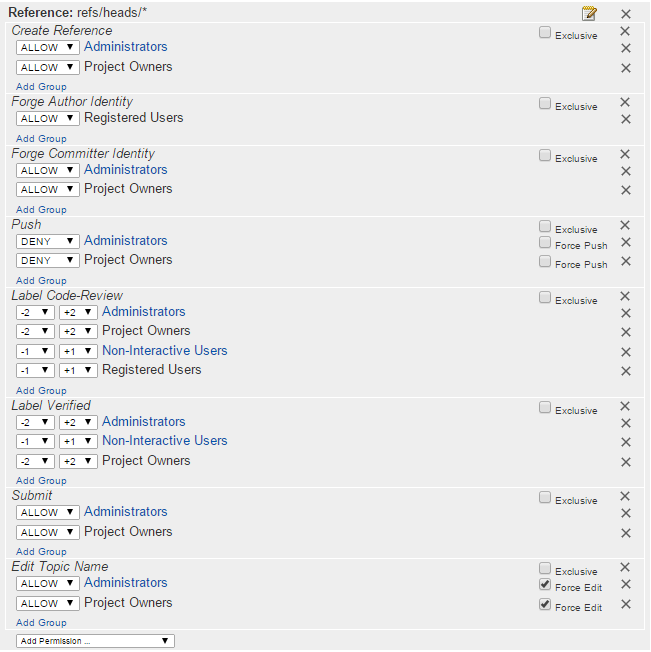 Reference: refs/heads/*
Create Reference Exclusive
ALLOW Administrators
ALLOW Project Owners
Add Group
Forge Author Identity Exclusive
ALLOW Registered Users
Add Group
Forge Committer Identity Exclusive
ALLOW Administrators
ALLOW Project Owners
Add Group
Push Exclusive
DENY Administrators Force Push
DENY Project Owners Force Push
Add Group
Label Code-Review Exclusive
-2 +2 Administrators
-2 +2 Project Owners
-1 +1 Non-Interactive Users
-1 +1 Registered Users
Add Group
Label Verified Exclusive
-2 +2 Administrators
-1 +1 Non-Interactive Users
-2 +2 Project Owners
Add Group
Submit Exclusive
ALLOW Administrators
ALLOW Project Owners
Add Group
Edit Topic Name Exclusive
ALLOW Administrators Force Edit
ALLOW Project Owners Force Edit
Add Group
Add Permission ...